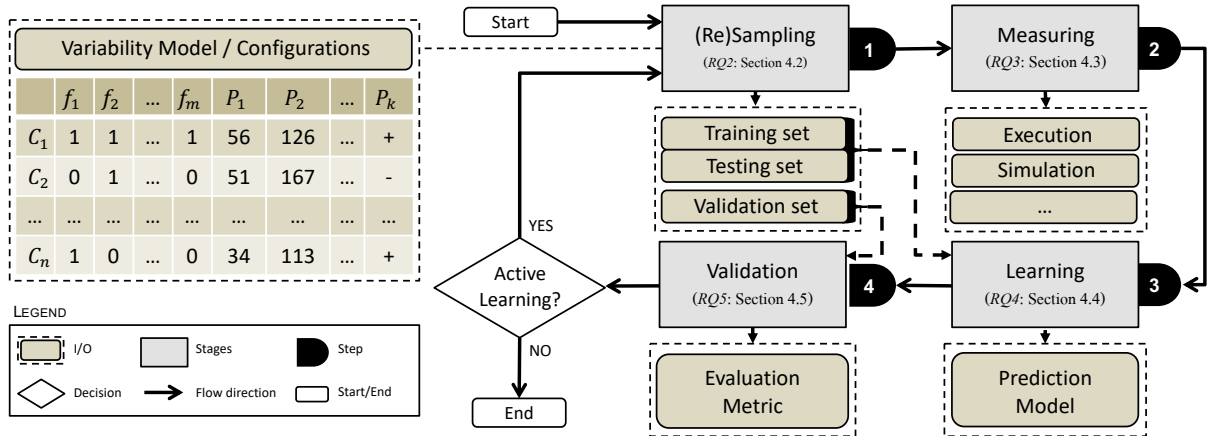 Variability Model / Configurations
f1 f2 ... fm P1 P2 ... Pk
C1 1 1 ... 1 56 126 ... +
C2 0 1 ... 0 51 167 ... -
... ... ... ... ... ... ... ... ...
Cn 1 0 ... 0 34 113 ... +
LEGEND
I/O
Stages
Step
Decision
Flow direction
Start/End
Start
(Re)Sampling
(RQ2: Section 4.2)
1
Measuring
(RQ3: Section 4.3)
2
Training set
Testing set
Validation set
Execution
Simulation
...
YES
Active
Learning?
NO
End
Validation
(RQ5: Section 4.5)
4
Learning
(RQ4: Section 4.4)
3
Evaluation
Metric
Prediction
Model